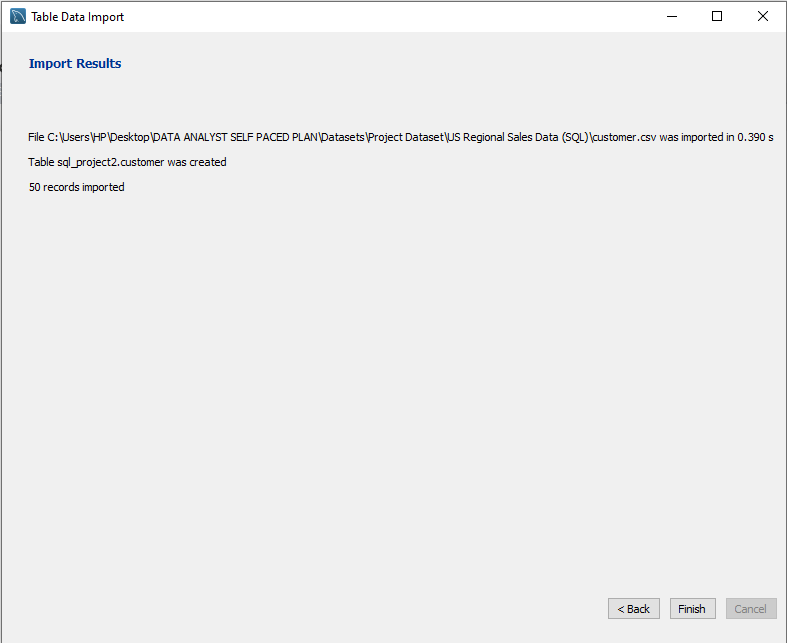 Table Data Import
Import Results
File C:\Users\HP\Desktop\DATA ANALYST SELF PACED PLAN\Datasets\Project Dataset\US Regional Sales Data (SQL)\customer.csv was imported in 0.390 s
Table sql_project2.customer was created
50 records imported
< Back
Finish
Cancel